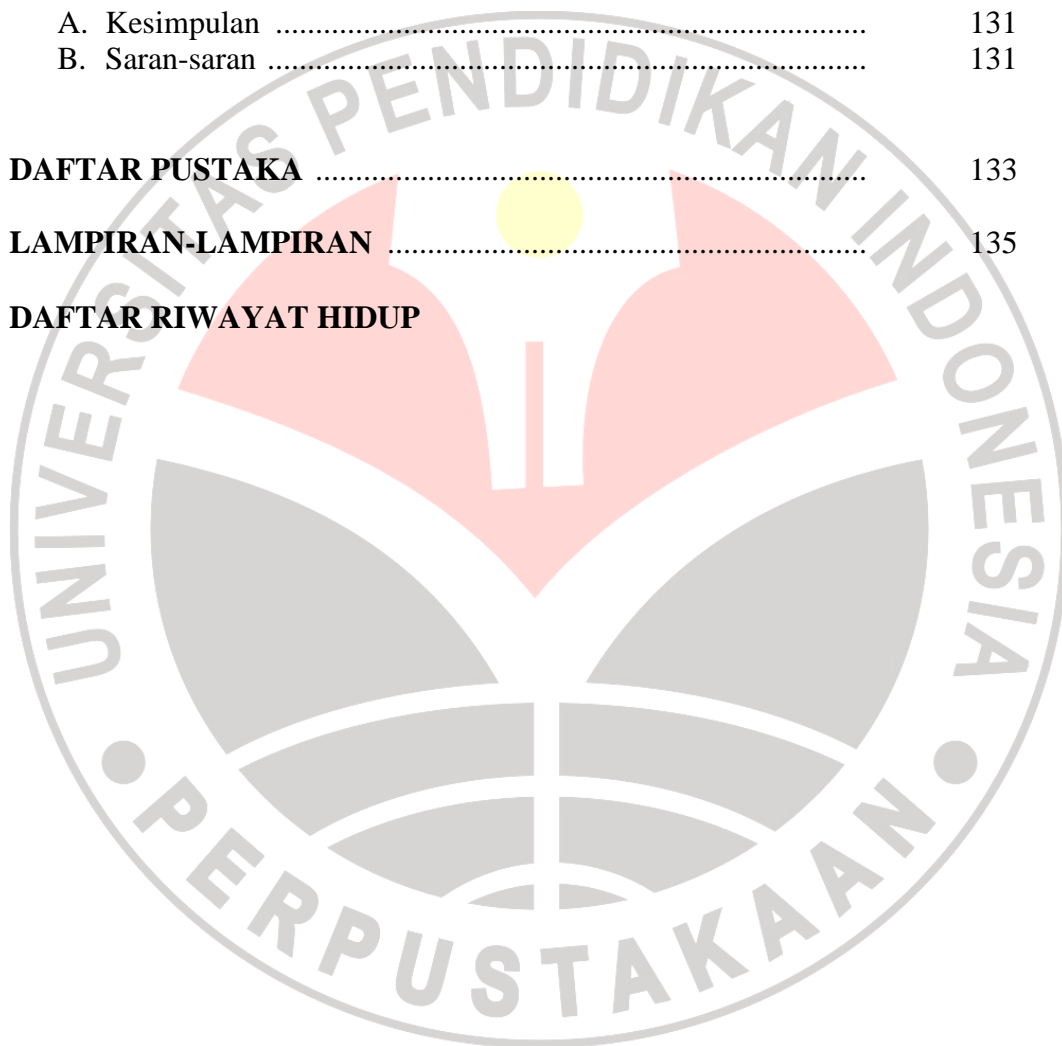 A. Kesimpulan ........................................................................ 131
B. Saran-saran ......................................................................... 131
DAFTAR PUSTAKA .................................................................... 133
LAMPIRAN-LAMPIRAN ........................................................... 135
DAFTAR RIWAYAT HIDUP
UNIVERSITAS PENDIDIKAN INDONESIA
PERPUSTAKAAN